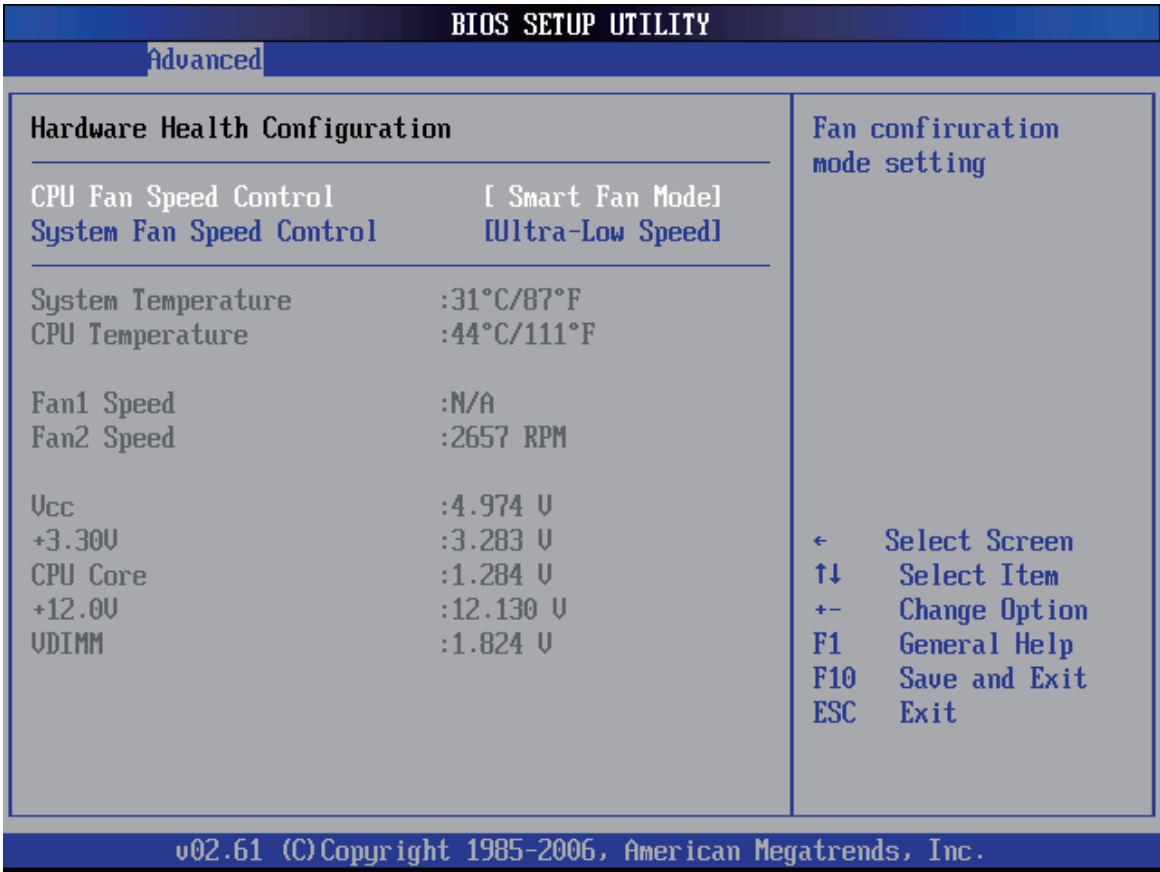 BIOS SETUP UTILITY
Advanced
Hardware Health Configuration
CPU Fan Speed Control [ Smart Fan Mode]
System Fan Speed Control [Ultra-Low Speed]
System Temperature :31°C/87°F
CPU Temperature :44°C/111°F
Fan1 Speed :N/A
Fan2 Speed :2657 RPM
Vcc :4.974 V
+3.30V :3.283 V
CPU Core :1.284 V
+12.0V :12.130 V
VDIMM :1.824 V
Fan confiruration
mode setting
← Select Screen
↑↓ Select Item
+- Change Option
F1 General Help
F10 Save and Exit
ESC Exit
v02.61 (C)Copyright 1985-2006, American Megatrends, Inc.